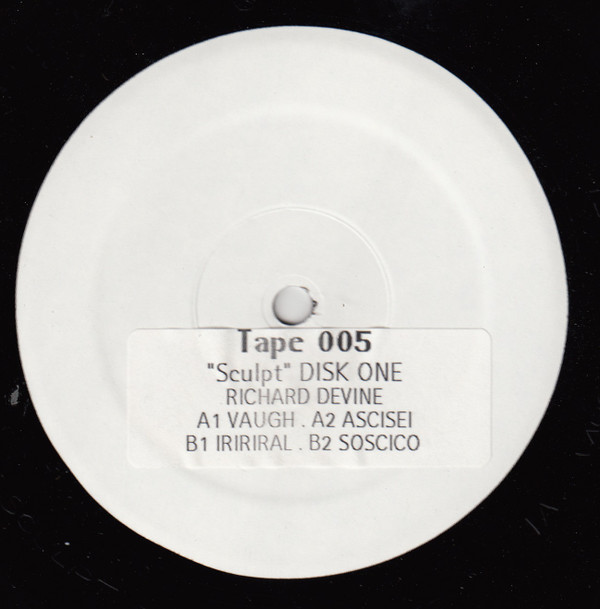 Tape 005
"Sculpt" DISK ONE
RICHARD DEVINE
A1 VAUGH . A2 ASCISEI
B1 IRIRIRAL . B2 SOSCICO